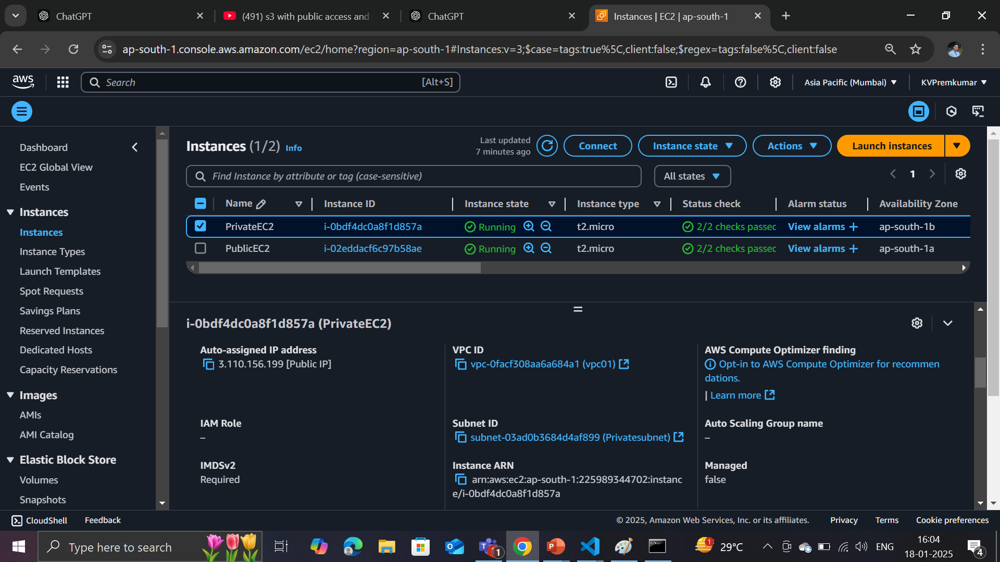 ChatGPT
(491) s3 with public access and
ChatGPT
Instances | EC2 | ap-south-1
ap-south-1.console.aws.amazon.com/ec2/home?region=ap-south-1#Instances:v=3;$case=tags:true%5C,client:false;$regex=tags:false%5C,client:false
aws
Search
[Alt+S]
Asia Pacific (Mumbai)
KVPremkumar
Dashboard
EC2 Global View
Events
Instances
Instances
Instance Types
Launch Templates
Spot Requests
Savings Plans
Reserved Instances
Dedicated Hosts
Capacity Reservations
Images
AMIs
AMI Catalog
Elastic Block Store
Volumes
Snapshots
Instances (1/2) Info
Last updated
7 minutes ago
Connect
Instance state
Actions
Launch instances
Find Instance by attribute or tag (case-sensitive)
All states
1
Name Instance ID Instance state Instance type Status check Alarm status Availability Zone
PrivateEC2 i-0bdf4dc0a8f1d857a Running t2.micro 2/2 checks passec View alarms + ap-south-1b
PublicEC2 i-02eddacf6c97b58ae Running t2.micro 2/2 checks passec View alarms + ap-south-1a
i-0bdf4dc0a8f1d857a (PrivateEC2)
Auto-assigned IP address
3.110.156.199 [Public IP]
VPC ID
vpc-0facf308aa6a684a1 (vpc01)
AWS Compute Optimizer finding
Opt-in to AWS Compute Optimizer for recommen
dations.
| Learn more
IAM Role
–
Subnet ID
subnet-03ad0b3684d4af899 (Privatesubnet)
Auto Scaling Group name
–
IMDSv2
Required
Instance ARN
arn:aws:ec2:ap-south-1:225989344702:instanc
e/i-0bdf4dc0a8f1d857a
Managed
false
CloudShell
Feedback
© 2025, Amazon Web Services, Inc. or its affiliates.
Privacy
Terms
Cookie preferences
Type here to search
1
1
29°C
ENG
16:04
18-01-2025
4